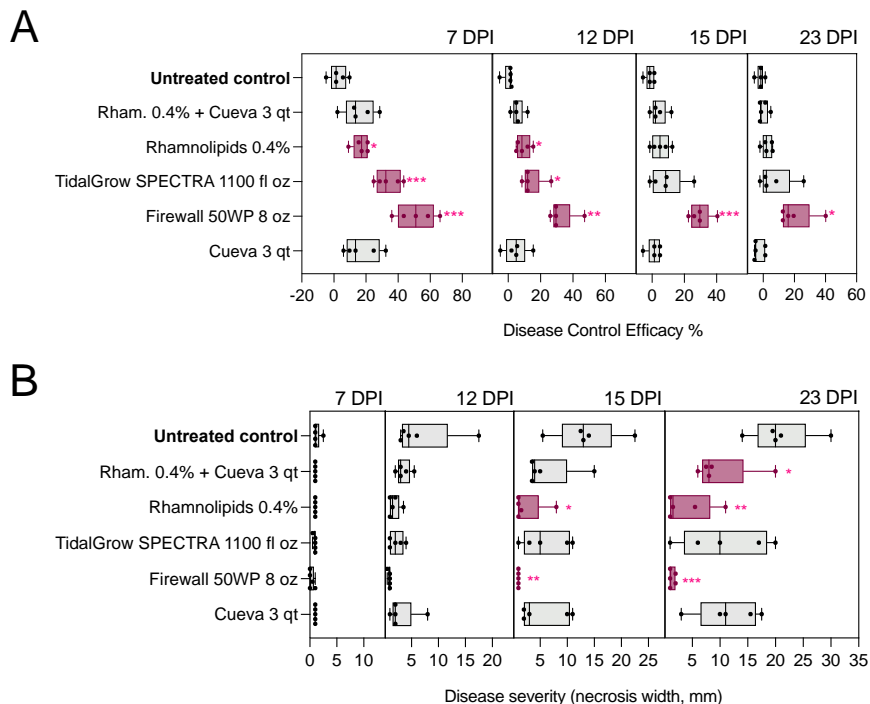 A
7 DPI 12 DPI 15 DPI 23 DPI
Untreated control
Rham. 0.4% + Cueva 3 qt
Rhamnolipids 0.4%
* *
TidalGrow SPECTRA 1100 fl oz
*** *
Firewall 50WP 8 oz
*** ** *** *
Cueva 3 qt
-20 0 20 40 60 80 0 20 40 60 0 20 40 0 20 40 60
Disease Control Efficacy %
B
7 DPI 12 DPI 15 DPI 23 DPI
Untreated control
Rham. 0.4% + Cueva 3 qt
*
Rhamnolipids 0.4%
* **
TidalGrow SPECTRA 1100 fl oz
Firewall 50WP 8 oz
** ***
Cueva 3 qt
0 5 10 5 10 15 20 5 10 15 20 25 5 10 15 20 25 30 35
Disease severity (necrosis width, mm)